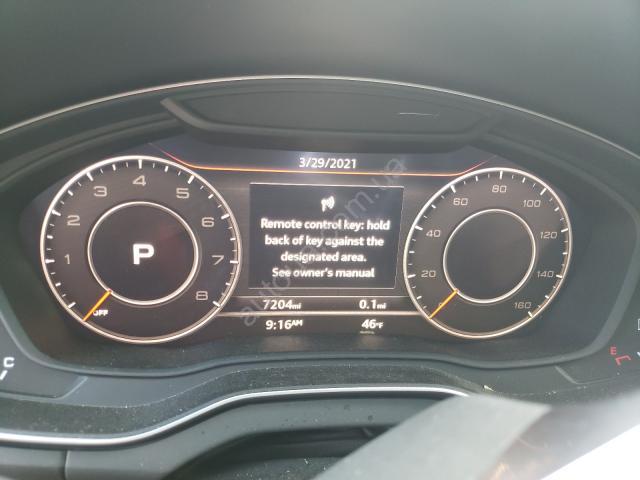 3/29/2021
Remote control key: hold
back of key against the
designated area.
See owner's manual
7204mi 0.1mi
9:16AM 46°F
P
OFF
1
2
3
4
5
6
7
8
0
20
40
60
80
100
120
140
160
C
E